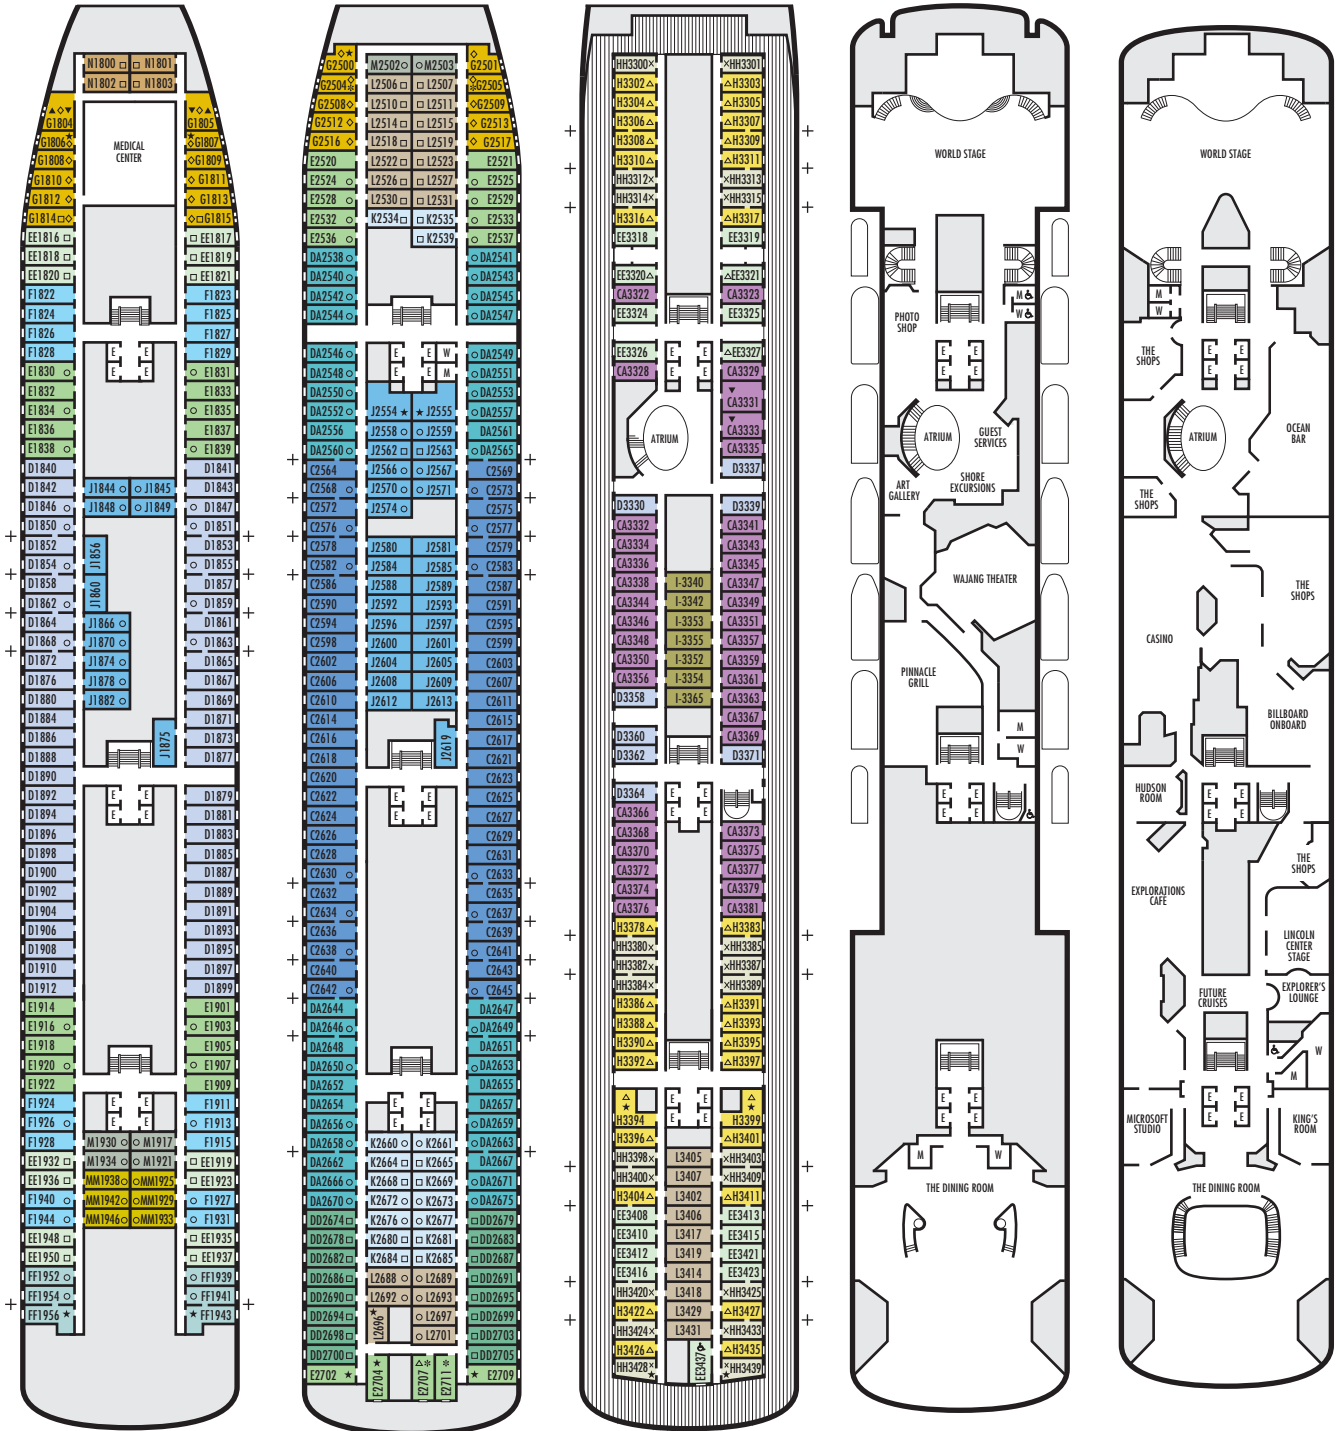 N1800 □ □ N1801
N1802 □ □ N1803
▲◇▼ G1804
▼◇▲ G1805
MEDICAL
CENTER
G1806 ★◇
★◇ G1807
G1808◇ ◇G1809
G1810◇ ◇G1811
G1812◇ ◇G1813
G1814□◇ ◇□G1815
EE1816 □ □ EE1817
EE1818 □ □ EE1819
EE1820 □ □ EE1821
F1822 F1823
F1824 F1825
F1826 F1827
F1828 E E F1829
E1830 ○ E E ○ E1831
E1832 E1833
E1834 ○ ○ E1835
E1836 E1837
E1838 ○ ○ E1839
D1840 D1841
D1842 J1844 ○ ○ J1845 D1843
D1846 ○ J1848 ○ ○ J1849 ○ D1847
D1850 ○ ○ D1851
D1852 J1856 D1853
D1854 ○ ○ D1855
D1858 J1860 D1857
D1862 ○ ○ D1859
D1864 J1866 ○ D1861
D1868 ○ J1870 ○ ○ D1863
D1872 J1874 ○ D1865
D1876 J1878 ○ D1867
D1880 J1882 ○ D1869
D1884 D1871
D1886 J1875 D1873
D1888 D1877
D1890
D1892 E E D1879
D1894 E E D1881
D1896 D1883
D1898 D1885
D1900 D1887
D1902 D1889
D1904 D1891
D1906 D1893
D1908 D1895
D1910 D1897
D1912 D1899
E1914 E1901
E1916 ○ ○ E1903
E1918 E1905
E1920 ○ ○ E1907
E1922 E1909
F1924 E E F1911
F1926 ○ E E ○ F1913
F1928 M1930 ○ ○ M1917 F1915
EE1932 □ M1934 ○ ○ M1921 □ EE1919
EE1936 □ MM1938○ ○MM1925 □ EE1923
F1940 ○ MM1942○ ○MM1929 ○ F1927
F1944 ○ MM1946○ ○MM1933 ○ F1931
EE1948 □ □ EE1935
EE1950 □ □ EE1937
FF1952 ○ ○ FF1939
FF1954 ○ ○ FF1941
FF1956 ★ ★ FF1943
◇★ G2500 M2502○ ○ M2503 ◇ G2501
G2504 L2506 □ □ L2507 G2505
G2508◇ L2510 □ □ L2511 ◇G2509
G2512 ◇ L2514 □ □ L2515 ◇ G2513
G2516 ◇ L2518 □ □ L2519 ◇ G2517
E2520 L2522 □ □ L2523 E2521
E2524 ○ L2526 □ □ L2527 ○ E2525
E2528 ○ L2530 □ □ L2531 ○ E2529
E2532 ○ K2534□ □ K2535 ○ E2533
E2536 ○ □ K2539 ○ E2537
DA2538 ○ ○DA2541
DA2540 ○ ○DA2543
DA2542 ○ ○DA2545
DA2544 ○ ○DA2547
DA2546 ○ E E W ○DA2549
DA2548 ○ E E M ○DA2551
DA2550 ○ ○DA2553
DA2552 ○ J2554 ★ ★ J2555 ○DA2557
DA2556 J2558 ○ ○ J2559 DA2561
DA2560 ○ J2562 □ □ J2563 ○DA2565
C2564 J2566 ○ ○ J2567 C2569
C2568 ○ J2570 ○ ○ J2571 ○ C2573
C2572 J2574 ○ C2575
C2576 ○ C2577
C2578 J2580 J2581 C2579
C2582 ○ J2584 J2585 ○ C2583
C2586 J2588 J2589 C2587
C2590 J2592 J2593 C2591
C2594 J2596 J2597 C2595
C2598 J2600 J2601 C2599
C2602 J2604 J2605 C2603
C2606 J2608 J2609 C2607
C2610 J2612 J2613 C2611
C2614 C2615
C2616 J2619 C2617
C2618 C2621
C2620 C2623
C2622 E E C2625
C2624 E E C2627
C2626 C2629
C2628 C2631
C2630 ○ ○ C2633
C2632 C2635
C2634 ○ ○ C2637
C2636 C2639
C2638 ○ ○ C2641
C2640 C2643
C2642 ○ ○ C2645
DA2644 DA2647
DA2646 ○ ○DA2649
DA2648 DA2651
DA2650 ○ ○DA2653
DA2652 DA2655
DA2654 E E DA2657
DA2656 ○ E E ○DA2659
DA2658 ○ K2660 ○ ○ K2661 DA2663
DA2662 K2664 □ □ K2665 DA2667
DA2666 ○ K2668 □ □ K2669 ○DA2671
DA2670 ○ K2672 ○ ○ K2673 ○DA2675
DD2674□ K2676 ○ ○ K2677 □DD2679
DD2678□ K2680 □ □ K2681 □DD2683
DD2682□ K2684 □ □ K2685 □DD2687
DD2686□ L2688 ○ ○ L2689 □DD2691
DD2690□ L2692 ○ ○ L2693 □DD2695
DD2694□ L2696★ ○ L2697 □DD2699
DD2698□ ○ L2701 □DD2703
DD2700□ □DD2705
E2702 ★ E2704 ★ E2707 △✼ E2711 ✼ ★ E2709
HH3300× ×HH3301
H3302△ △H3303
H3304△ △H3305
H3306△ △H3307
H3308△ △H3309
H3310△ △H3311
HH3312× ×HH3313
HH3314× ×HH3315
H3316△ △H3317
EE3318 EE3319
EE3320△ △EE3321
CA3322 CA3323
EE3324 EE3325
EE3326 E E △EE3327
CA3328 E E CA3329
▼ CA3331
▼ CA3333
ATRIUM
CA3335
D3337
D3330 D3339
CA3332 CA3341
CA3334 CA3343
CA3336 CA3345
CA3338 I-3340 CA3347
CA3344 I-3342 CA3349
CA3346 I-3353 CA3351
CA3348 I-3355 CA3357
CA3350 I-3352 CA3359
CA3356 I-3354 CA3361
D3358 I-3365 CA3363
CA3367
D3360 CA3369
D3362 D3371
D3364 E E
CA3366 E E
CA3368 CA3373
CA3370 CA3375
CA3372 CA3377
CA3374 CA3379
CA3376 CA3381
H3378△ △H3383
HH3380× ×HH3385
HH3382× ×HH3387
HH3384× ×HH3389
H3386△ △H3391
H3388△ △H3393
H3390△ △H3395
H3392△ △H3397
△★ H3394 E E △★ H3399
H3396△ E E △H3401
HH3398× L3405 ×HH3403
HH3400× L3407 ×HH3409
H3404△ L3402 △H3411
EE3408 L3406 EE3413
EE3410 L3417 EE3415
EE3412 L3419 EE3421
EE3416 L3414 EE3423
HH3420× L3418 ×HH3425
H3422△ L3429 △H3427
HH3424× L3431 ×HH3433
H3426△ △H3435
HH3428× ★ EE3437 ★ ×HH3439
WORLD STAGE
M
W
PHOTO
SHOP
E E
E E
ATRIUM
GUEST
SERVICES
SHORE
EXCURSIONS
ART
GALLERY
WAJANG THEATER
PINNACLE
GRILL
M
W
E E
E E
E E
E E
M W
THE DINING ROOM
WORLD STAGE
M
W
THE
SHOPS
E E
E E
ATRIUM
OCEAN
BAR
THE
SHOPS
THE
SHOPS
CASINO
BILLBOARD
ONBOARD
HUDSON
ROOM
E E
E E
THE
SHOPS
EXPLORATIONS
CAFÉ
LINCOLN
CENTER
STAGE
FUTURE
CRUISES
EXPLORER'S
LOUNGE
W
M
E E
E E
MICROSOFT
STUDIO
KING'S
ROOM
THE DINING ROOM